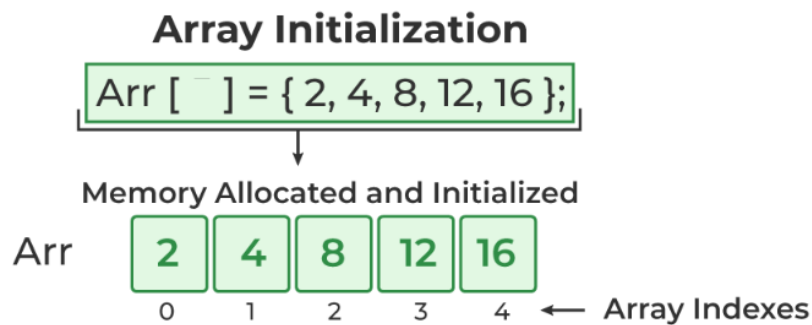 Array Initialization
Arr [ ] = { 2, 4, 8, 12, 16 };
Memory Allocated and Initialized
Arr 2 4 8 12 16
0 1 2 3 4 Array Indexes